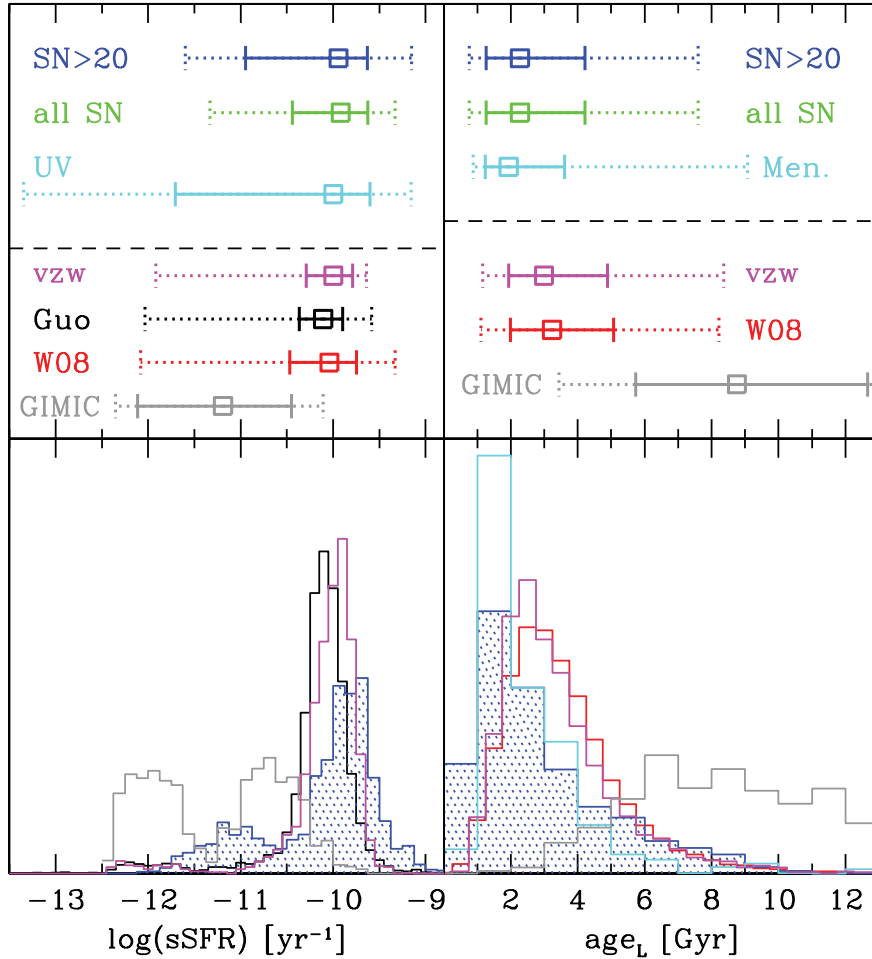 SN>20
all SN
UV
vzw
Guo
W08
GIMIC
SN>20
all SN
Men.
vzw
W08
GIMIC
−13 −12 −11 −10 −9
log(sSFR) [yr⁻¹]
2 4 6 8 10 12
age_L [Gyr]